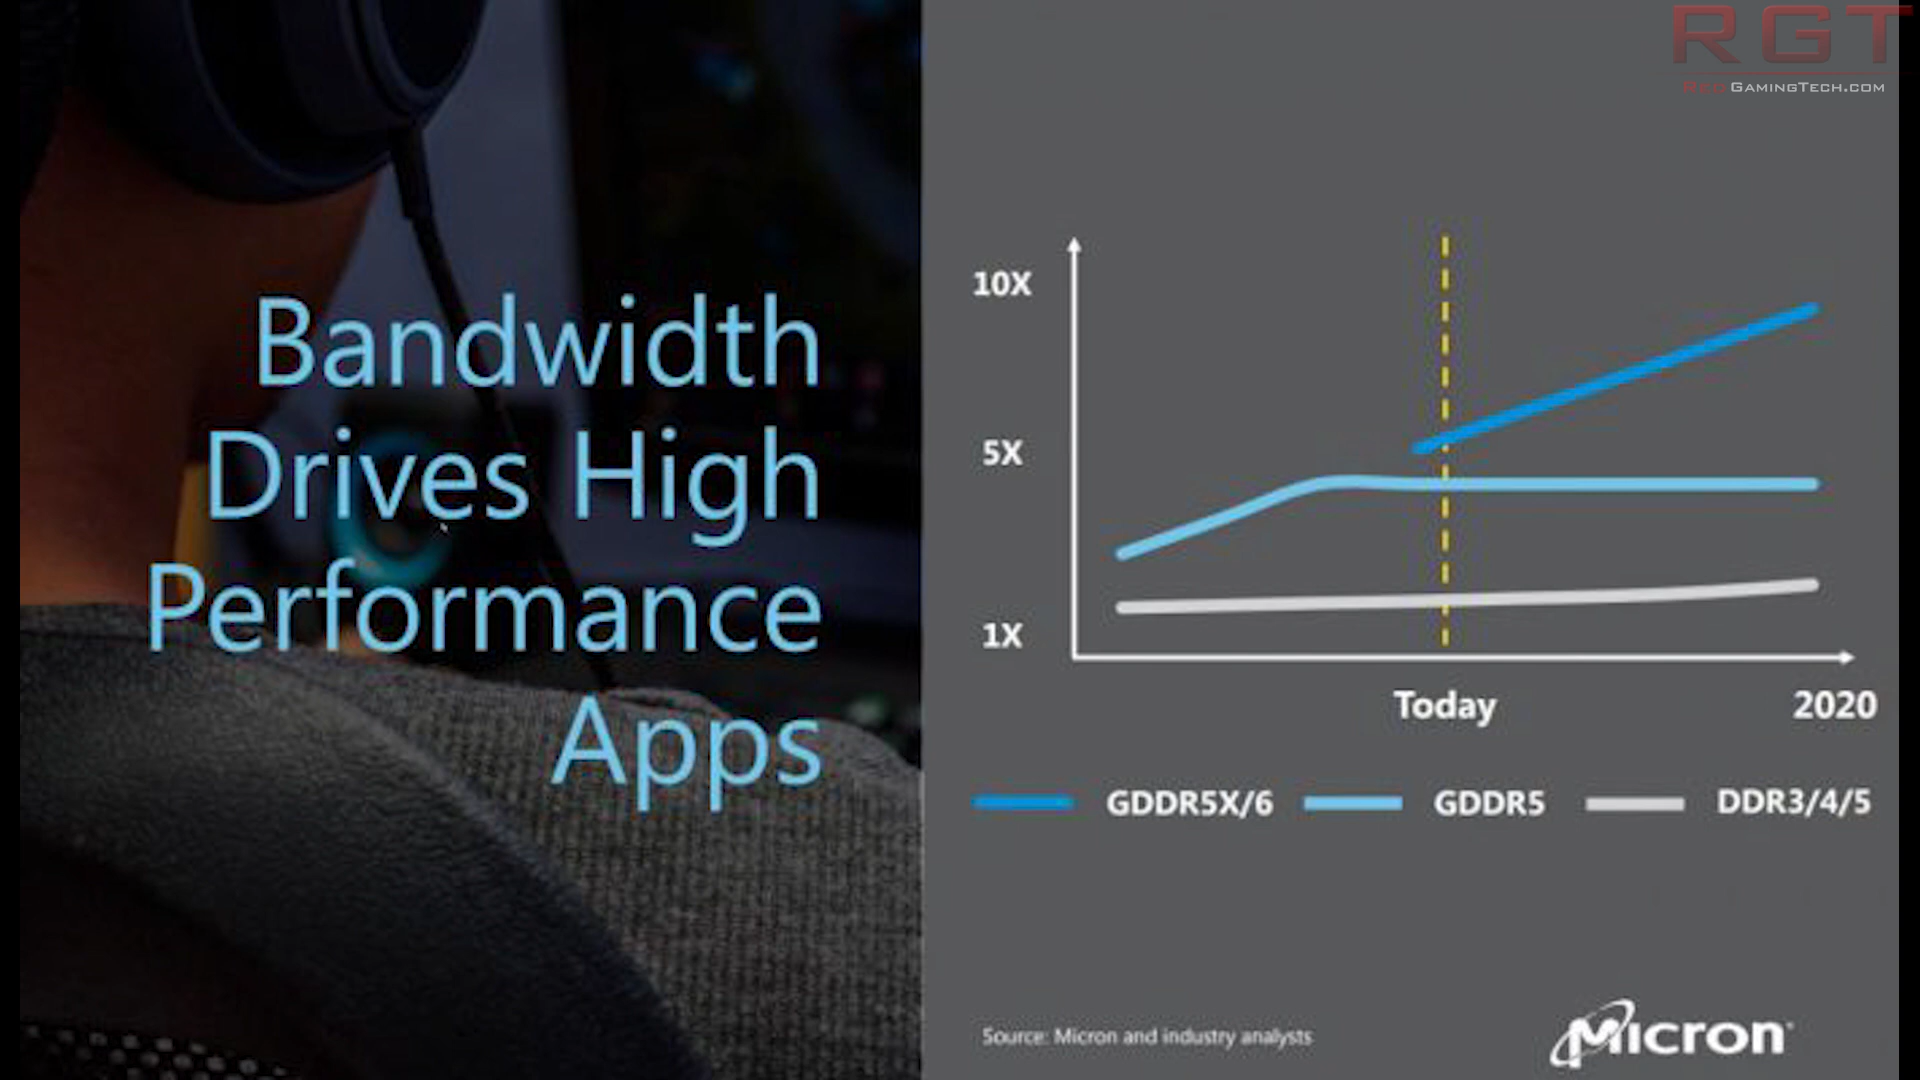 RGT
REDGAMINGTECH.COM
Bandwidth
Drives High
Performance
Apps
10X
5X
1X
Today
2020
GDDR5X/6
GDDR5
DDR3/4/5
Source: Micron and industry analysts
Micron